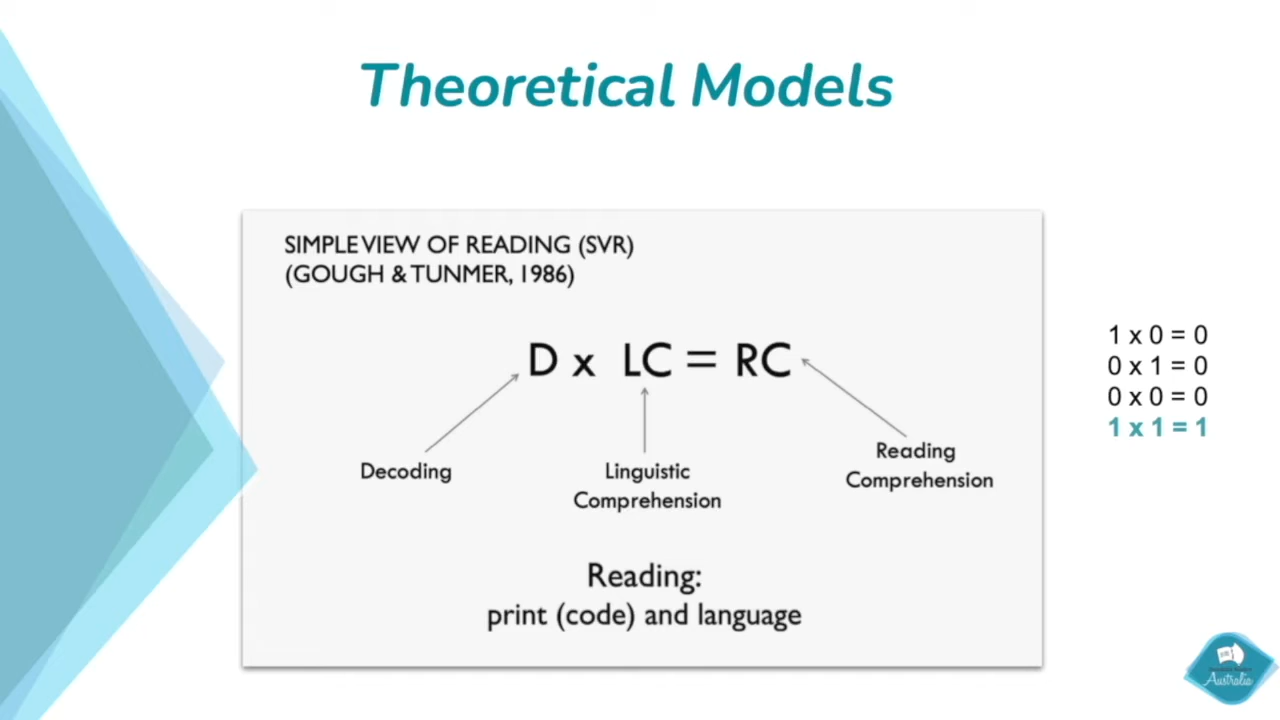 Theoretical Models
SIMPLE VIEW OF READING (SVR)
(GOUGH & TUNMER, 1986)
D x LC = RC
Decoding
Linguistic
Comprehension
Reading
Comprehension
Reading:
print (code) and language
1 x 0 = 0
0 x 1 = 0
0 x 0 = 0
1 x 1 = 1
Australia